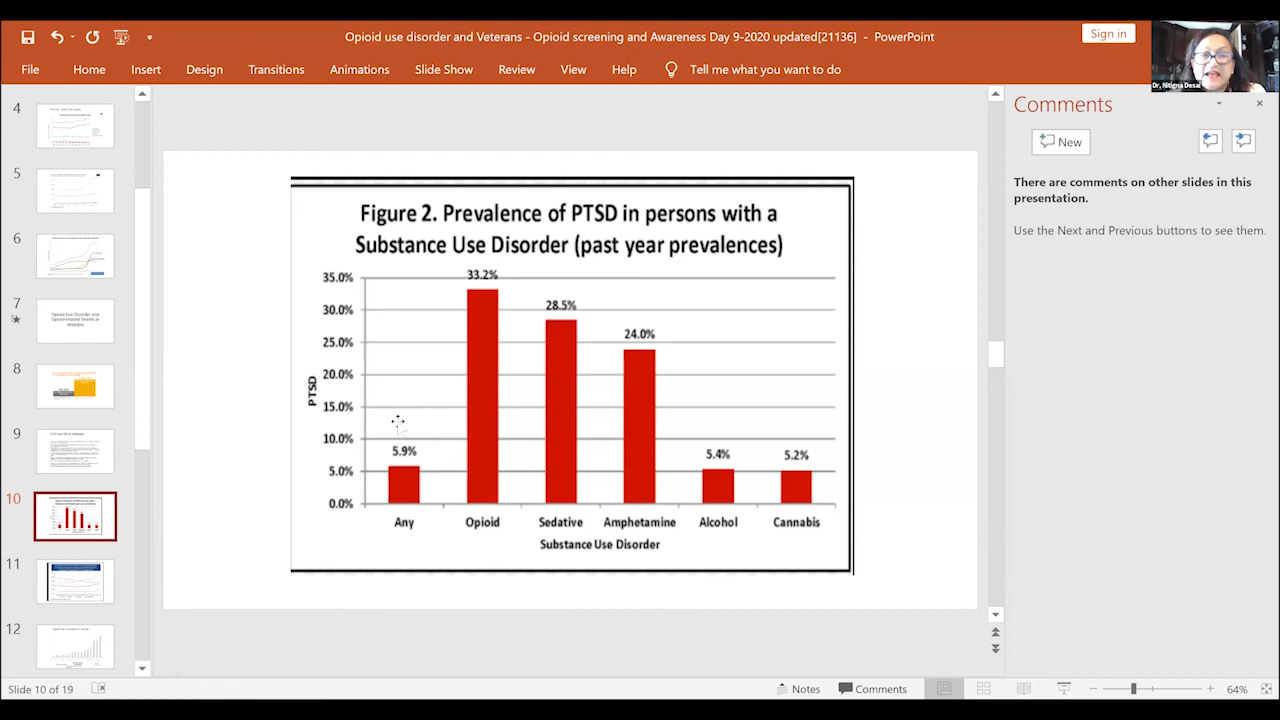 Opioid use disorder and Veterans - Opioid screening and Awareness Day 9-2020 updated[21136] - PowerPoint
Sign in
Dr. Nitigna Desai
File Home Insert Design Transitions Animations Slide Show Review View Help Tell me what you want to do
Comments
New
There are comments on other slides in this
presentation.
Use the Next and Previous buttons to see them.
4
5
6
7
Opioid Use Disorder and
Opioid-related Deaths in
Veterans
8
9
10
11
12
Figure 2. Prevalence of PTSD in persons with a
Substance Use Disorder (past year prevalences)
35.0%
30.0%
25.0%
20.0%
15.0%
10.0%
5.0%
0.0%
PTSD
5.9%
33.2%
28.5%
24.0%
5.4%
5.2%
Any Opioid Sedative Amphetamine Alcohol Cannabis
Substance Use Disorder
Slide 10 of 19
Notes
Comments
64%